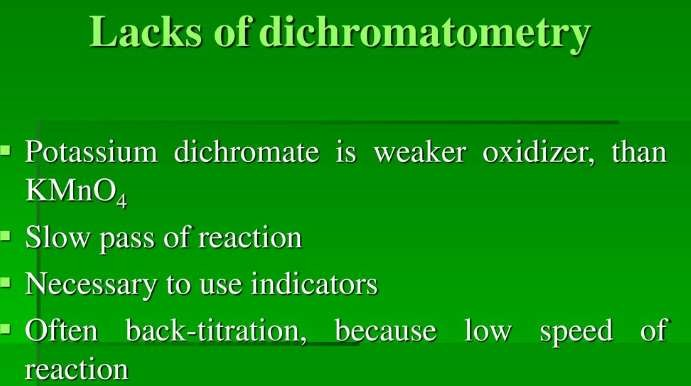 Lacks of dichromatometry
▪ Potassium dichromate is weaker oxidizer, than
KMnO₄
▪ Slow pass of reaction
▪ Necessary to use indicators
▪ Often back-titration, because low speed of
reaction